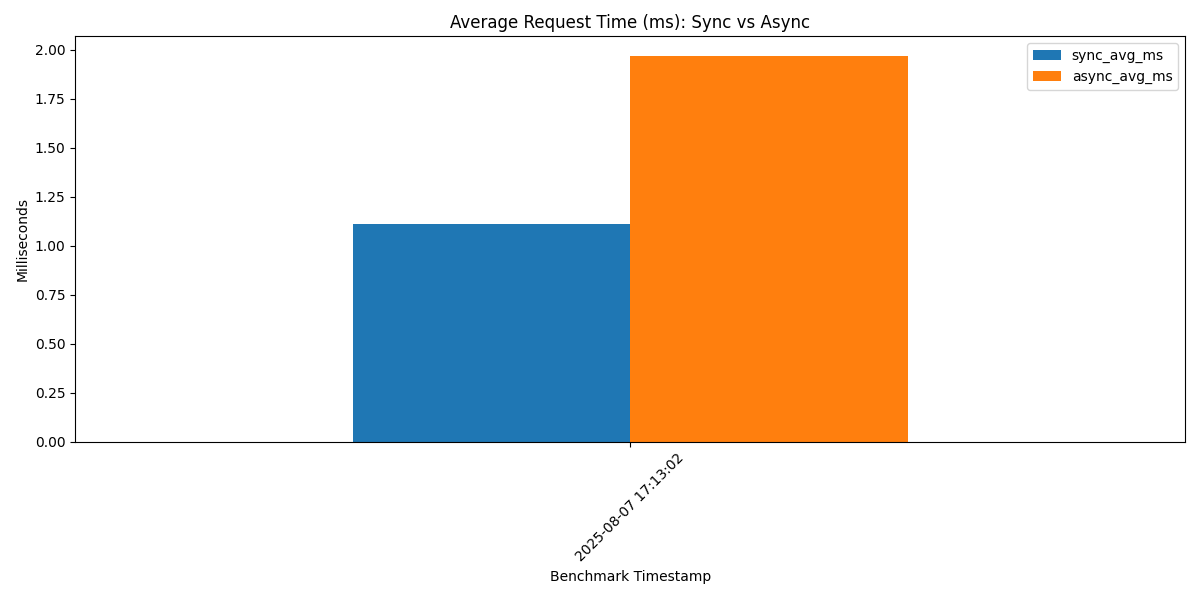 Average Request Time (ms): Sync vs Async
sync_avg_ms
async_avg_ms
2.00
1.75
1.50
1.25
1.00
0.75
0.50
0.25
0.00
Milliseconds
2025-08-07 17:13:02
Benchmark Timestamp